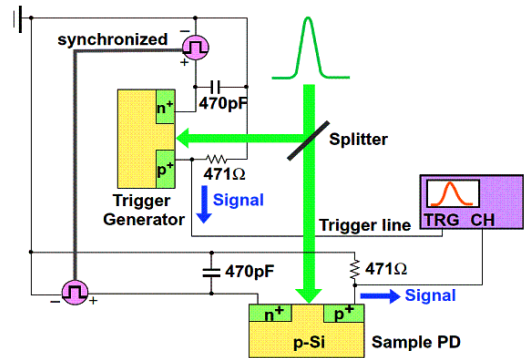 synchronized
−
+
470pF
n+
p+
Splitter
471Ω
Trigger
Generator
Signal
Trigger line
TRG CH
470pF
471Ω
− +
Signal
n+ p+
p-Si
Sample PD